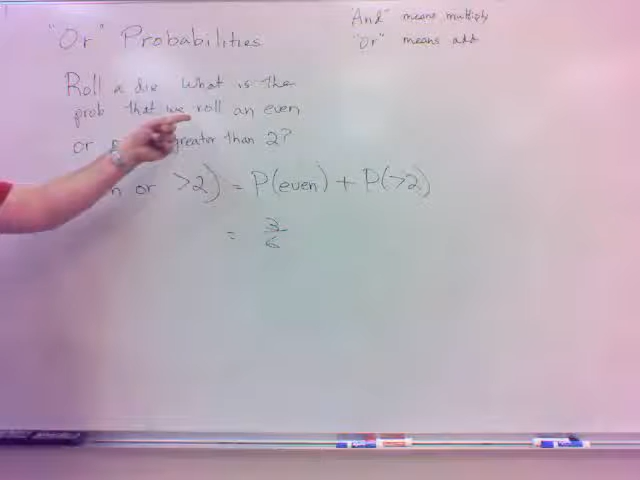 "Or" Probabilities
And" means multiply
"Or" means add
Roll a die What is the
prob that we roll an even
or greater than 2?
n or >2) = P(even) + P(>2)
= 3/6